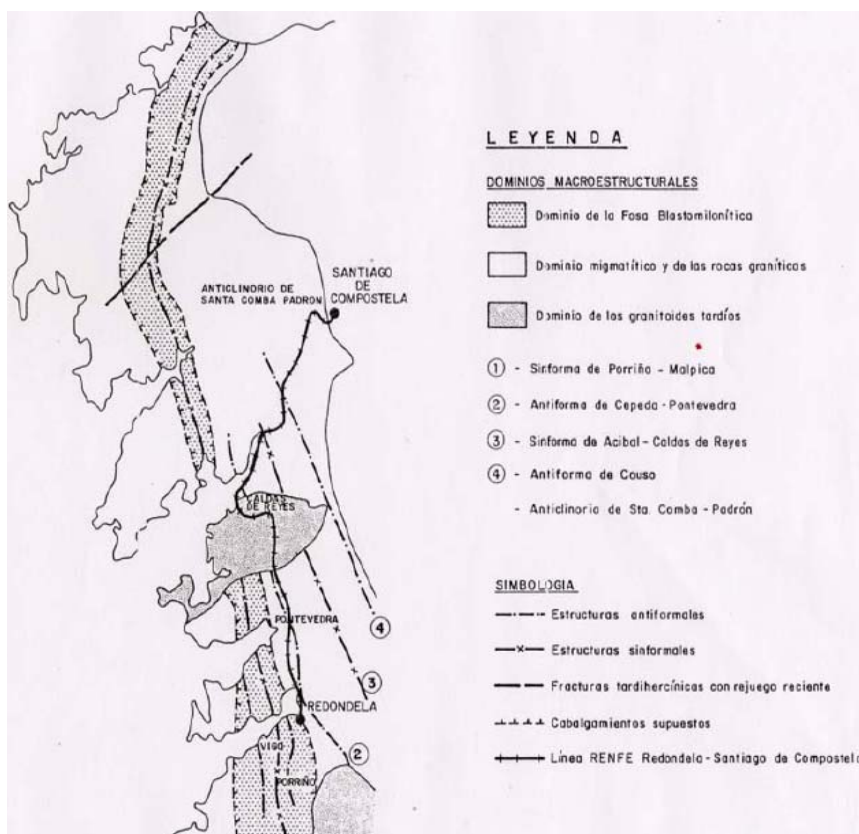 ANTICLINORIO DE
SANTA COMBA PADRON
SANTIAGO
DE
COMPOSTELA
CALDAS
DE REYES
PONTEVEDRA
4
3
REDONDELA
VIGO
2
PORRIÑO
LEYENDA
DOMINIOS MACROESTRUCTURALES
Dominio de la Fosa Blastomilonítica
Dominio migmatítico y de las rocas graníticas
Dominio de los granitoides tardíos
1 - Sinforma de Porriña - Malpica
2 - Antiforma de Cepeda - Pontevedra
3 - Sinforma de Acibal - Caldas de Reyes
4 - Antiforma de Couso
- Anticlinorio de Sta. Comba - Padrón
SIMBOLOGIA
Estructuras antiformales
Estructuras sinformales
Fracturas tardihercínicas con rejuego reciente
Cabalgamientos supuestos
Línea RENFE Redondela - Santiago de Compostela